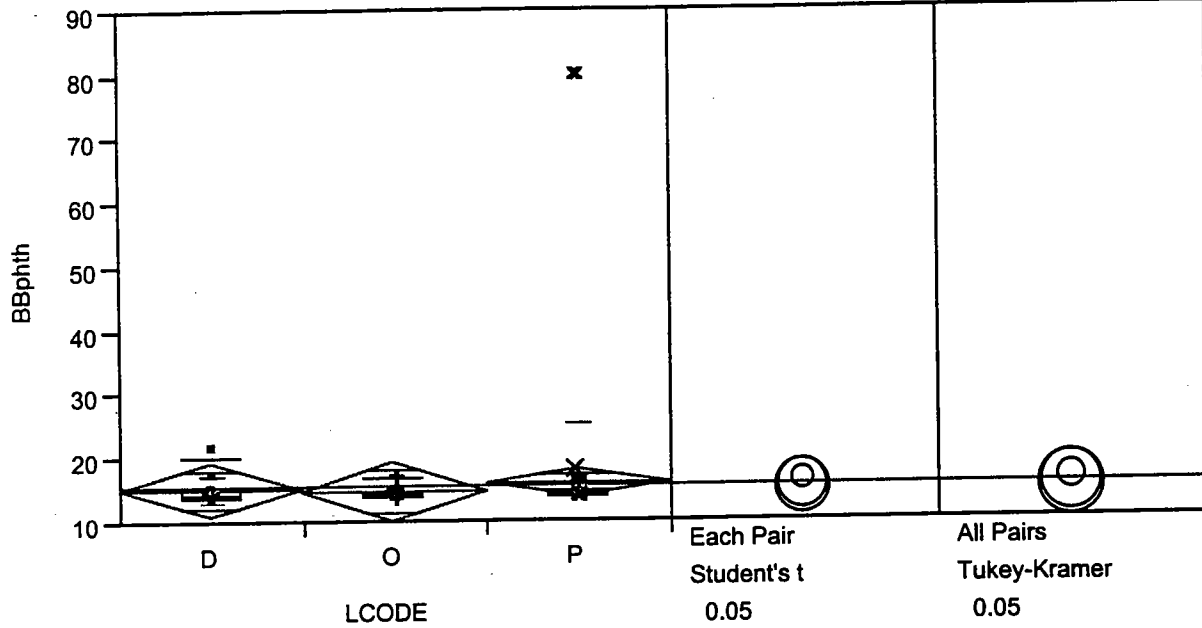 90
80
70
60
50
40
30
20
10
BBphth
D
O
P
LCODE
Each Pair
Student's t
0.05
All Pairs
Tukey-Kramer
0.05